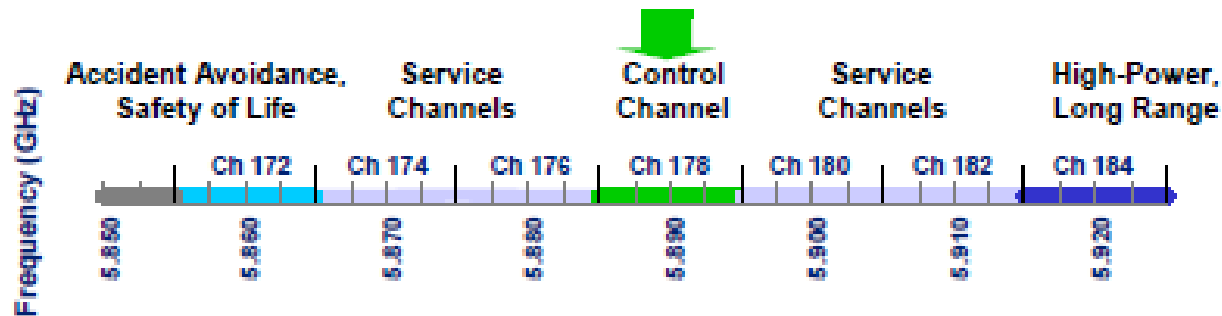 Accident Avoidance,
Safety of Life
Service
Channels
Control
Channel
Service
Channels
High-Power,
Long Range
Ch 172
Ch 174
Ch 176
Ch 178
Ch 180
Ch 182
Ch 184
Frequency (GHz)
5.850
5.860
5.870
5.880
5.890
5.900
5.910
5.920